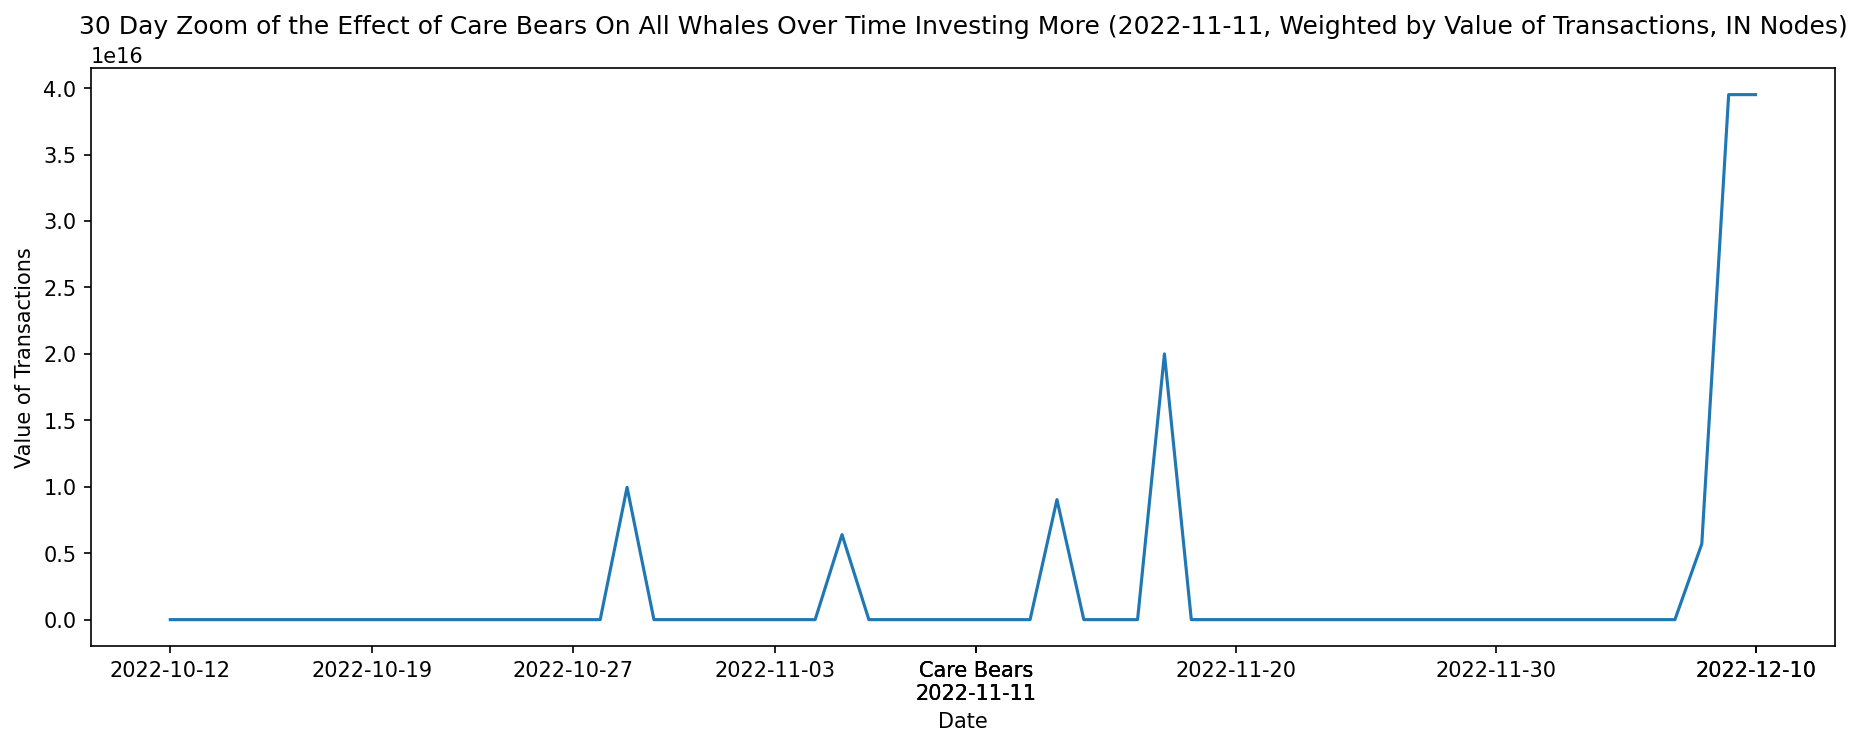 30 Day Zoom of the Effect of Care Bears On All Whales Over Time Investing More (2022-11-11, Weighted by Value of Transactions, IN Nodes)
1e16
4.0
3.5
3.0
2.5
2.0
1.5
1.0
0.5
0.0
Value of Transactions
2022-10-12 2022-10-19 2022-10-27 2022-11-03 Care Bears 2022-11-20 2022-11-30 2022-12-10
2022-11-11
Date